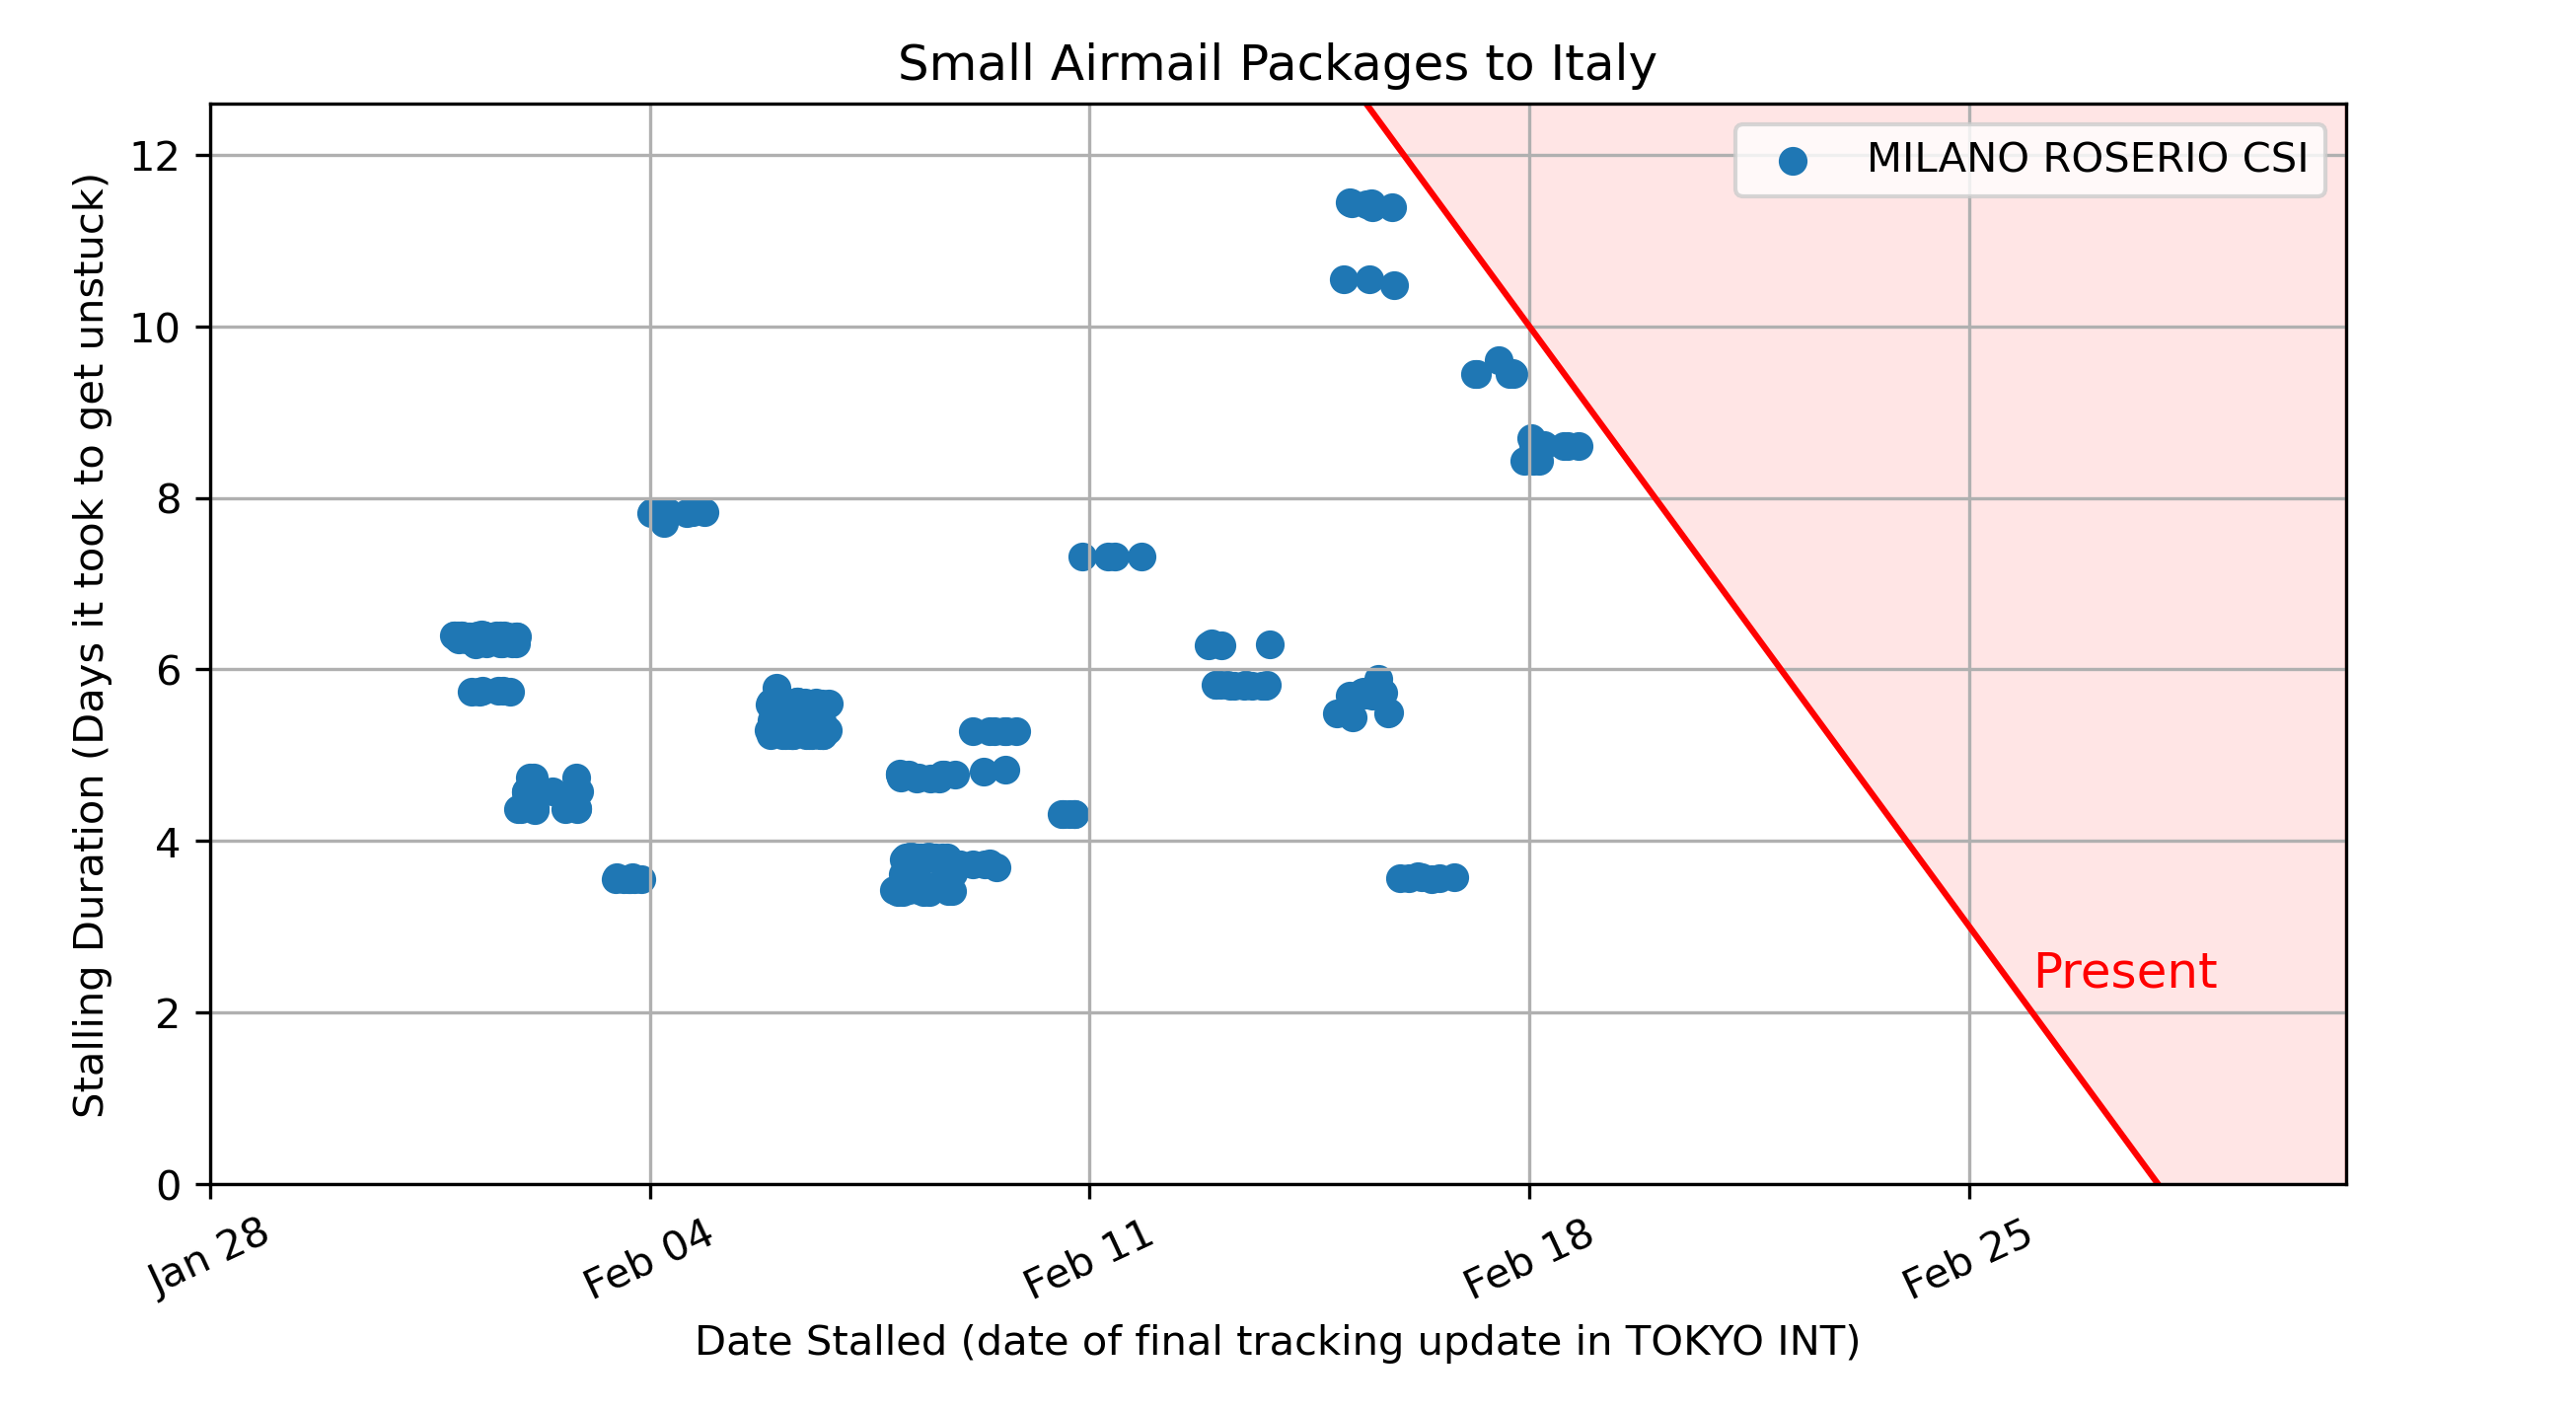 Small Airmail Packages to Italy
MILANO ROSERIO CSI
Stalling Duration (Days it took to get unstuck)
12
10
8
6
4
2
0
Present
Jan 28
Feb 04
Feb 11
Feb 18
Feb 25
Date Stalled (date of final tracking update in TOKYO INT)